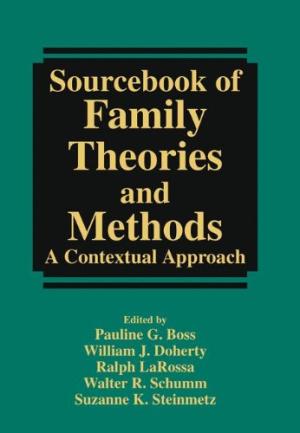 Sourcebook of
Family
Theories
and
Methods
A Contextual Approach
Edited by
Pauline G. Boss
William J. Doherty
Ralph LaRossa
Walter R. Schumm
Suzanne K. Steinmetz